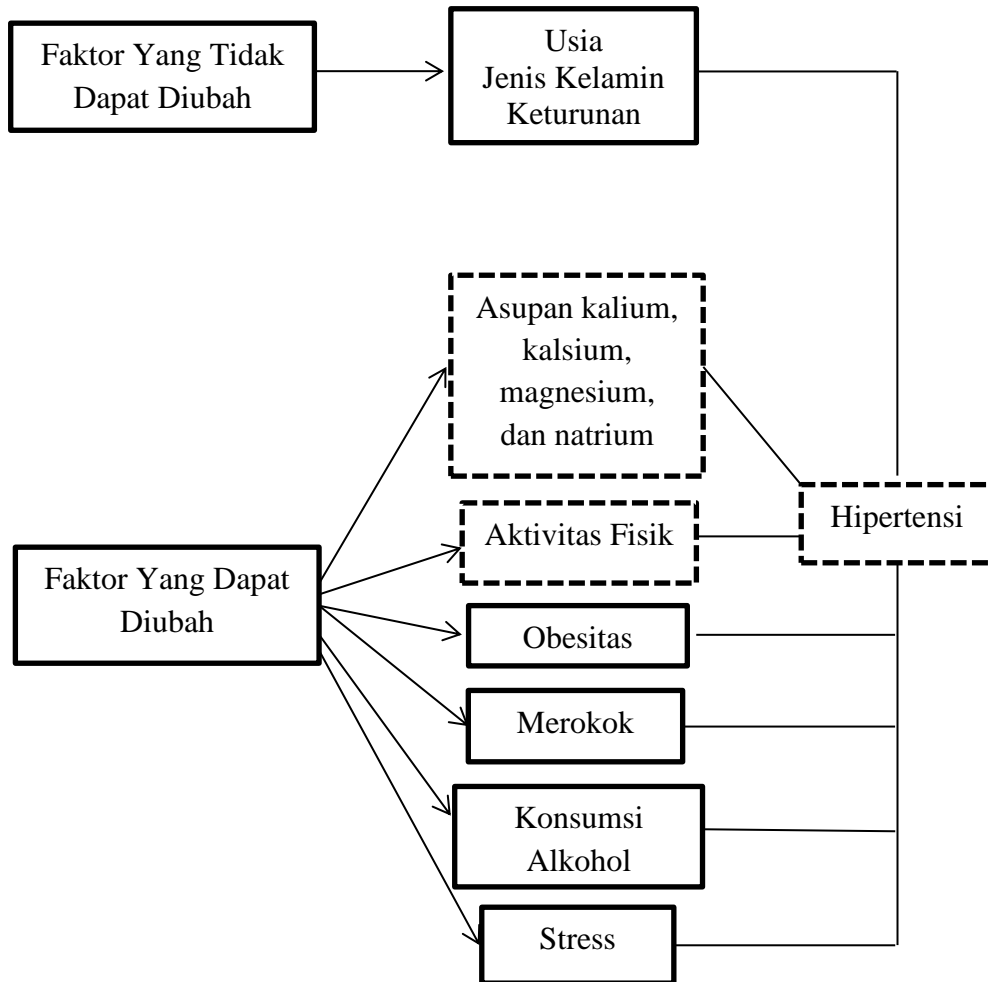 Faktor Yang Tidak
Dapat Diubah
Usia
Jenis Kelamin
Keturunan
Asupan kalium,
kalsium,
magnesium,
dan natrium
Hipertensi
Aktivitas Fisik
Faktor Yang Dapat
Diubah
Obesitas
Merokok
Konsumsi
Alkohol
Stress